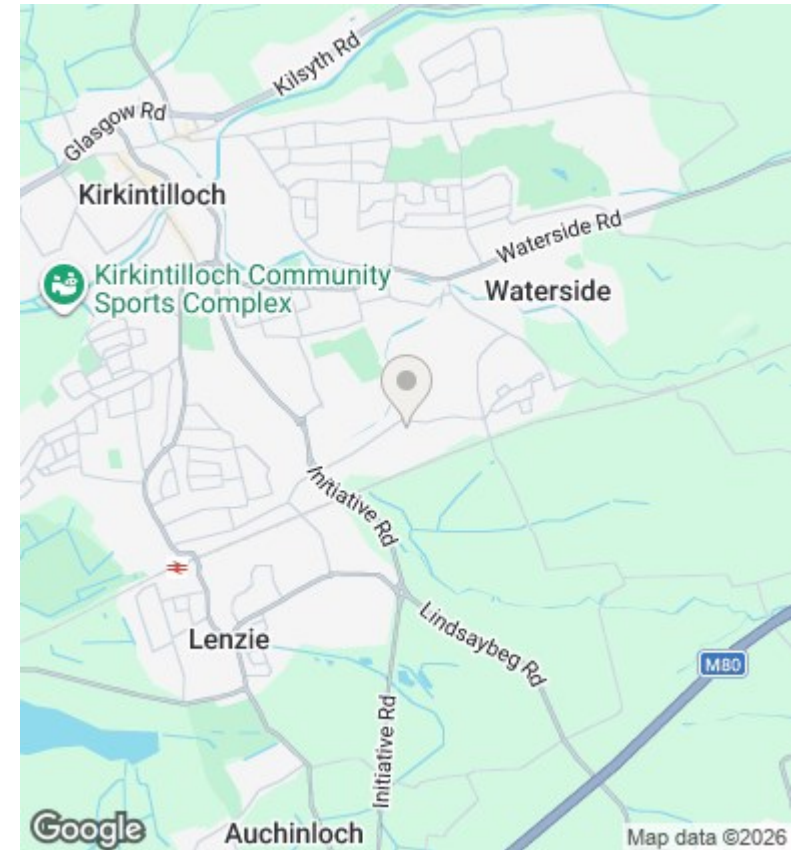 Kilsyth Rd
Glasgow Rd
Kirkintilloch
Waterside Rd
Kirkintilloch Community
Sports Complex
Waterside
Initiative Rd
Lenzie
Lindsaybeg Rd
M80
Initiative Rd
Auchinloch
Google
Map data ©2026